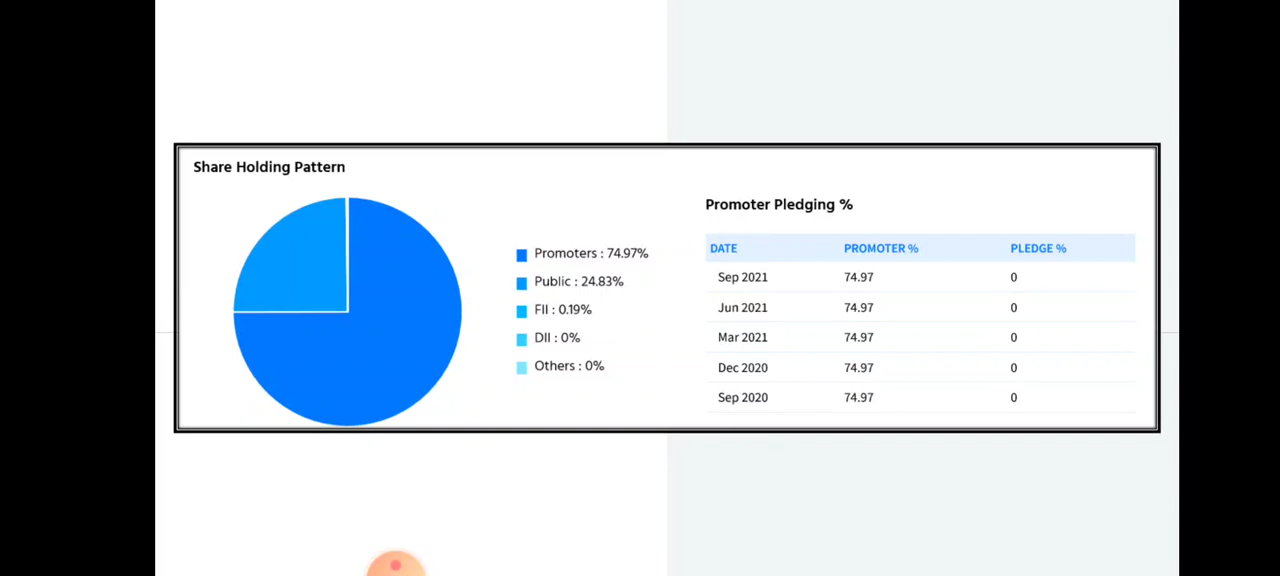 Share Holding Pattern
Promoters : 74.97%
Public : 24.83%
FII : 0.19%
DII : 0%
Others : 0%
Promoter Pledging %
DATE PROMOTER % PLEDGE %
Sep 2021 74.97 0
Jun 2021 74.97 0
Mar 2021 74.97 0
Dec 2020 74.97 0
Sep 2020 74.97 0